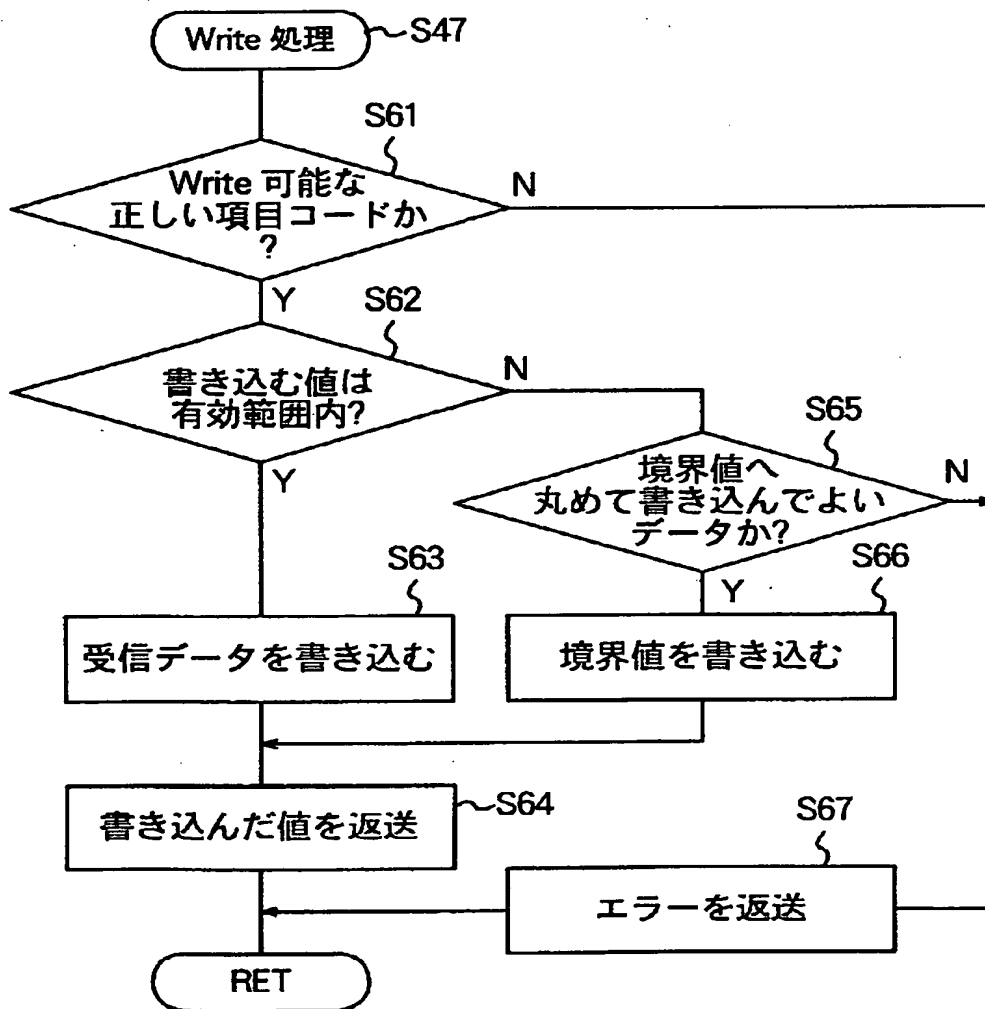 Write 処理
S47
S61
Write 可能な
正しい項目コードか
?
N
Y
S62
書き込む値は
有効範囲内?
N
Y
S65
境界値へ
丸めて書き込んでよい
データか?
N
Y
S63
受信データを書き込む
S66
境界値を書き込む
書き込んだ値を返送
S64
S67
エラーを返送
RET